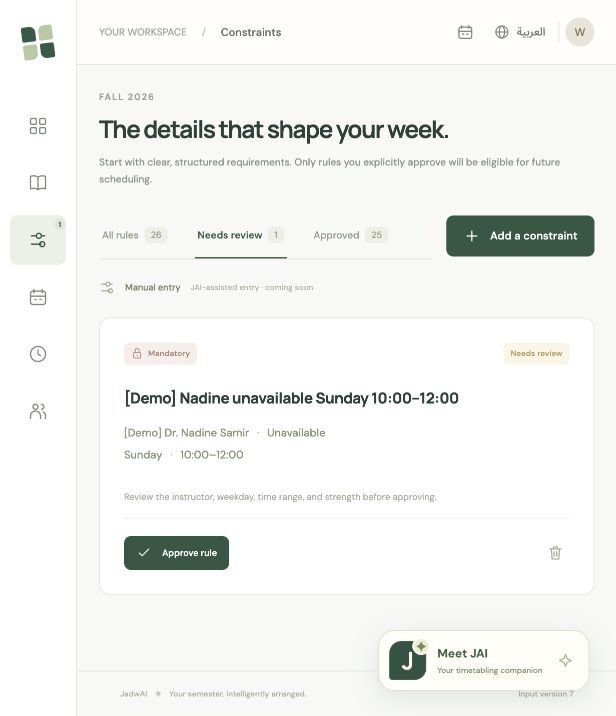 YOUR WORKSPACE / Constraints
العربية
W
FALL 2026
The details that shape your week.
Start with clear, structured requirements. Only rules you explicitly approve will be eligible for future
scheduling.
1
All rules 26 Needs review 1 Approved 25
Add a constraint
Manual entry JAI-assisted entry · coming soon
Mandatory
Needs review
[Demo] Nadine unavailable Sunday 10:00–12:00
[Demo] Dr. Nadine Samir · Unavailable
Sunday · 10:00–12:00
Review the instructor, weekday, time range, and strength before approving.
Approve rule
J
Meet JAI
Your timetabling companion
JadwAI Your semester, intelligently arranged.
Input version 7